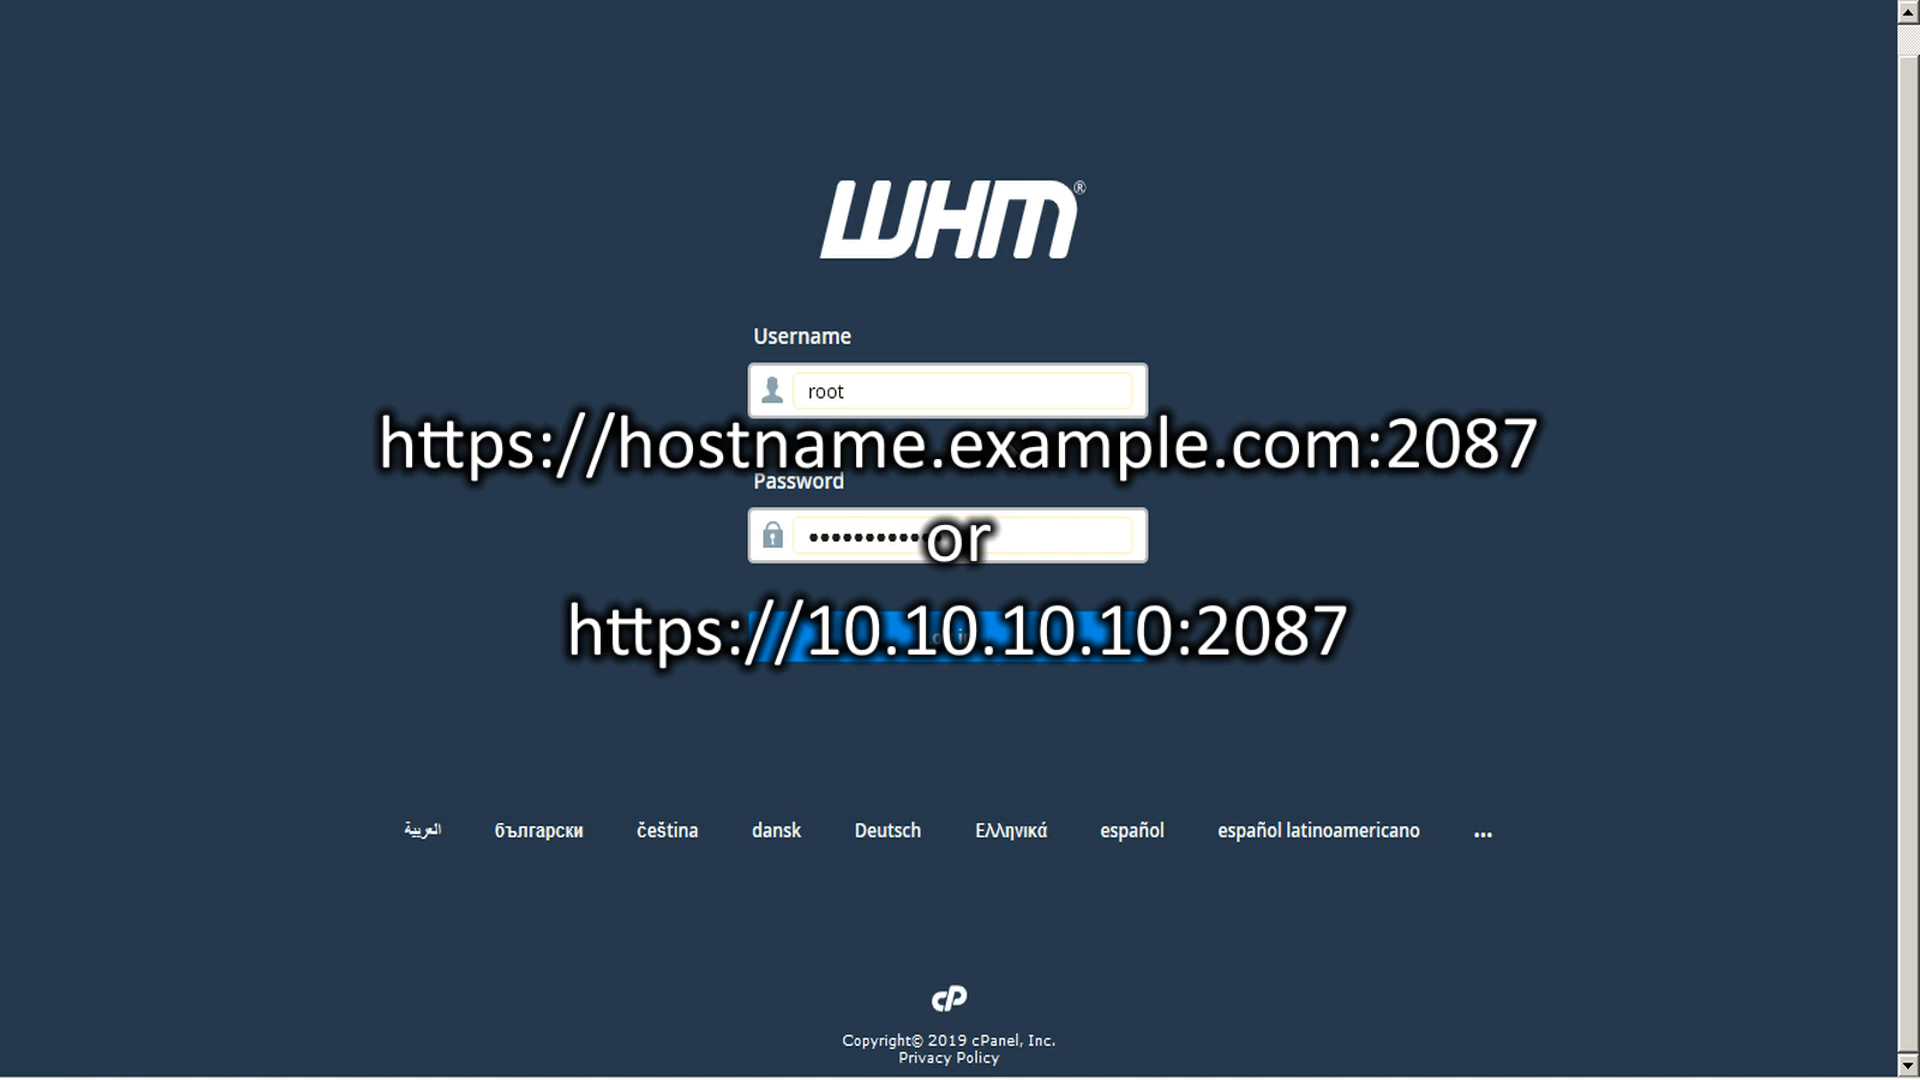 WHM®
Username
root
https://hostname.example.com:2087
Password
or
https://10.10.10.10:2087
العربية български čeština dansk Deutsch Ελληνικά español español latinoamericano ...
cP
Copyright© 2019 cPanel, Inc.
Privacy Policy